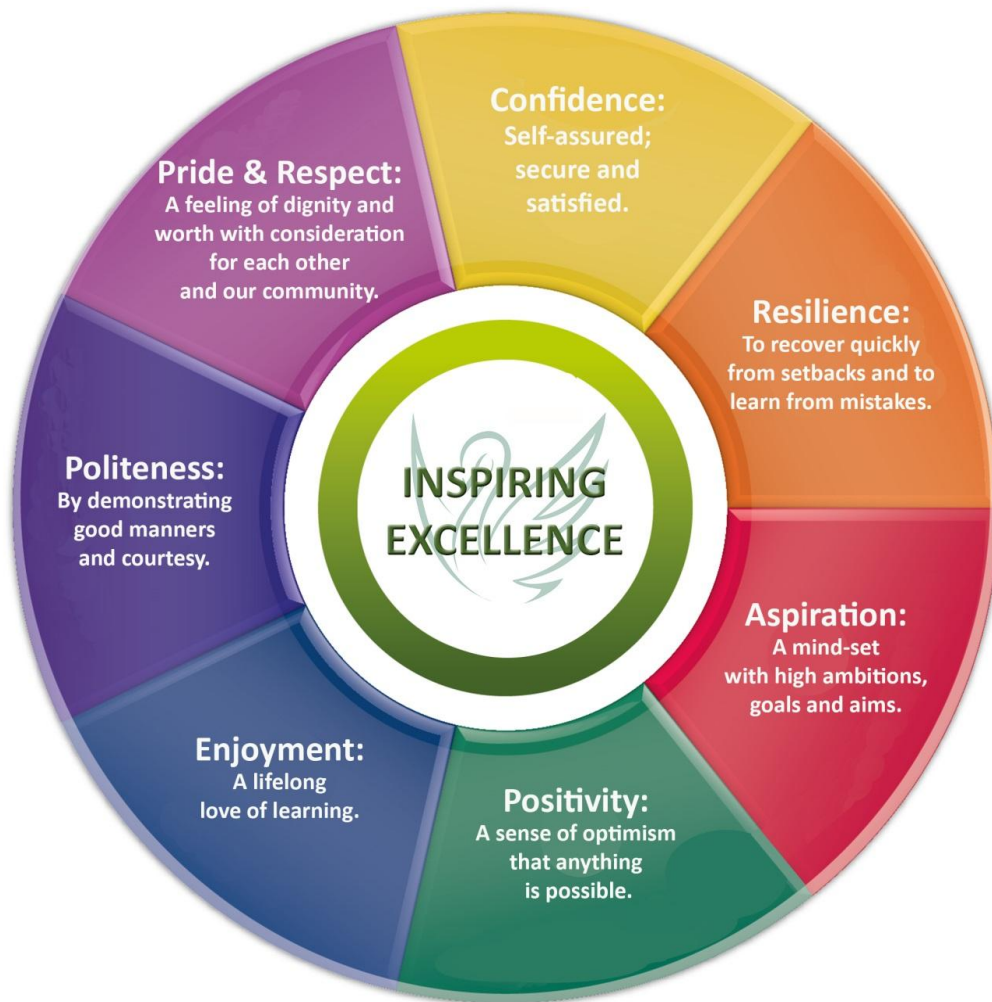 Confidence:
Self-assured;
secure and
satisfied.
Resilience:
To recover quickly
from setbacks and to
learn from mistakes.
Aspiration:
A mind-set
with high ambitions,
goals and aims.
Positivity:
A sense of optimism
that anything
is possible.
Enjoyment:
A lifelong
love of learning.
Politeness:
By demonstrating
good manners
and courtesy.
Pride & Respect:
A feeling of dignity and
worth with consideration
for each other
and our community.
INSPIRING
EXCELLENCE